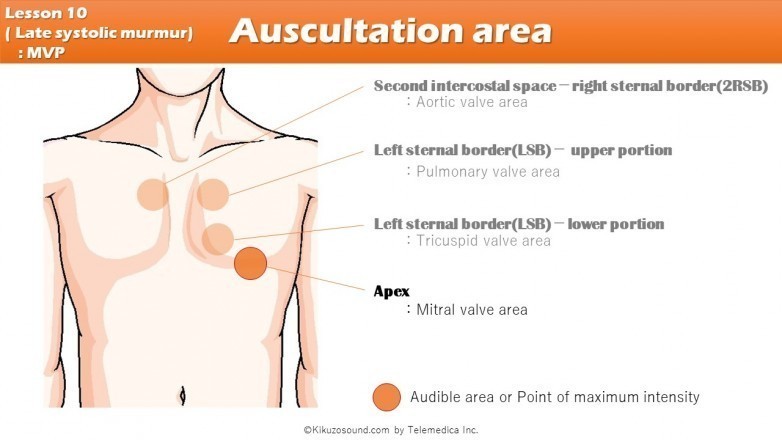 Lesson 10
( Late systolic murmur)
: MVP
Auscultation area
Second intercostal space－right sternal border(2RSB)
：Aortic valve area
Left sternal border(LSB)－ upper portion
：Pulmonary valve area
Left sternal border(LSB)－lower portion
：Tricuspid valve area
Apex
：Mitral valve area
Audible area or Point of maximum intensity
©Kikuzosound.com by Telemedica Inc.